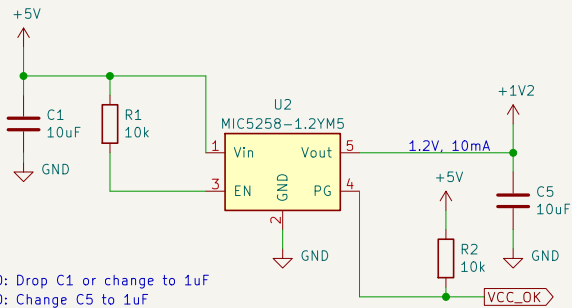 +5V
C1
10uF
GND
R1
10k
U2
MIC5258-1.2YM5
1
Vin
Vout
5
3
EN
GND
PG
4
2
GND
1.2V, 10mA
+1V2
+5V
C5
10uF
GND
R2
10k
VCC_OK
: Drop C1 or change to 1uF
: Change C5 to 1uF